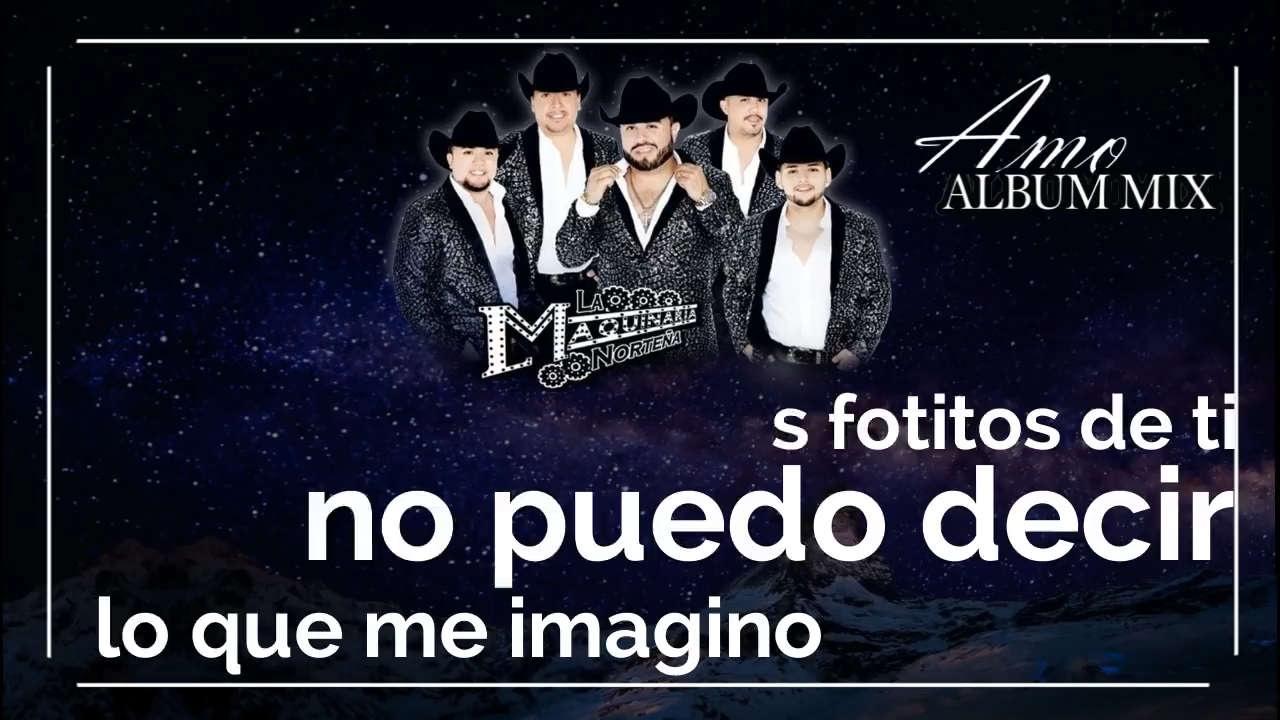 Amo
ALBUM MIX
LA
MAQUINARIA
NORTEÑA
s fotitos de ti
no puedo decir
lo que me imagino